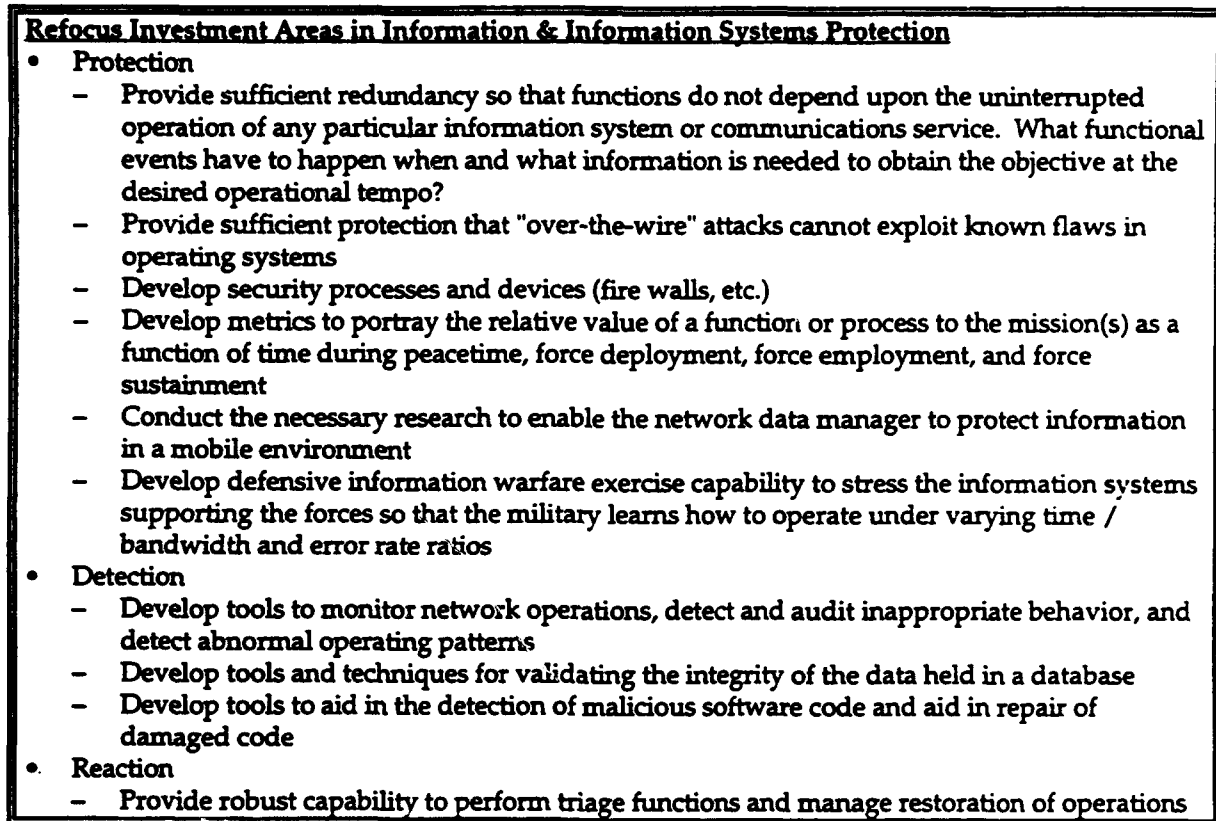 Refocus Investment Areas in Information & Information Systems Protection
• Protection
– Provide sufficient redundancy so that functions do not depend upon the uninterrupted
operation of any particular information system or communications service. What functional
events have to happen when and what information is needed to obtain the objective at the
desired operational tempo?
– Provide sufficient protection that "over-the-wire" attacks cannot exploit known flaws in
operating systems
– Develop security processes and devices (fire walls, etc.)
– Develop metrics to portray the relative value of a function or process to the mission(s) as a
function of time during peacetime, force deployment, force employment, and force
sustainment
– Conduct the necessary research to enable the network data manager to protect information
in a mobile environment
– Develop defensive information warfare exercise capability to stress the information systems
supporting the forces so that the military learns how to operate under varying time /
bandwidth and error rate ratios
• Detection
– Develop tools to monitor network operations, detect and audit inappropriate behavior, and
detect abnormal operating patterns
– Develop tools and techniques for validating the integrity of the data held in a database
– Develop tools to aid in the detection of malicious software code and aid in repair of
damaged code
• Reaction
– Provide robust capability to perform triage functions and manage restoration of operations